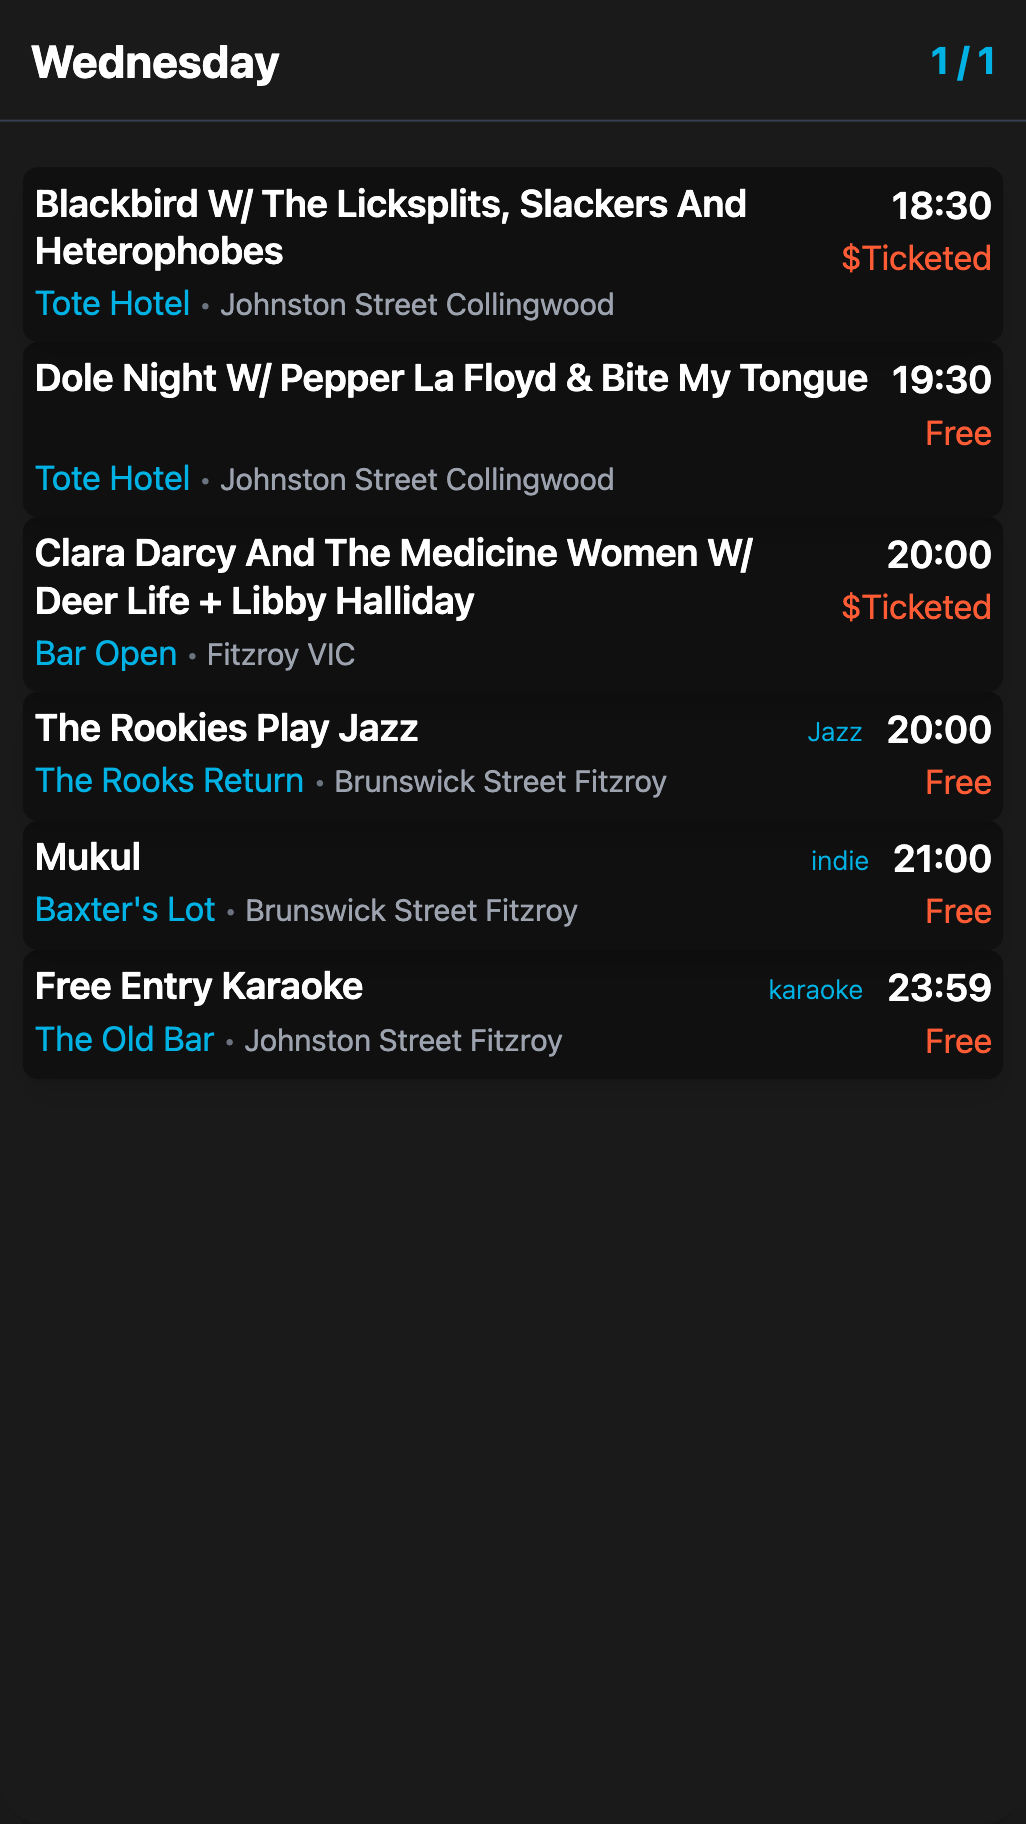 Wednesday 1 / 1
Blackbird W/ The Licksplits, Slackers And 18:30
Heterophobes $Ticketed
Tote Hotel • Johnston Street Collingwood
Dole Night W/ Pepper La Floyd & Bite My Tongue 19:30
Free
Tote Hotel • Johnston Street Collingwood
Clara Darcy And The Medicine Women W/ 20:00
Deer Life + Libby Halliday $Ticketed
Bar Open • Fitzroy VIC
The Rookies Play Jazz Jazz 20:00
The Rooks Return • Brunswick Street Fitzroy Free
Mukul indie 21:00
Baxter's Lot • Brunswick Street Fitzroy Free
Free Entry Karaoke karaoke 23:59
The Old Bar • Johnston Street Fitzroy Free